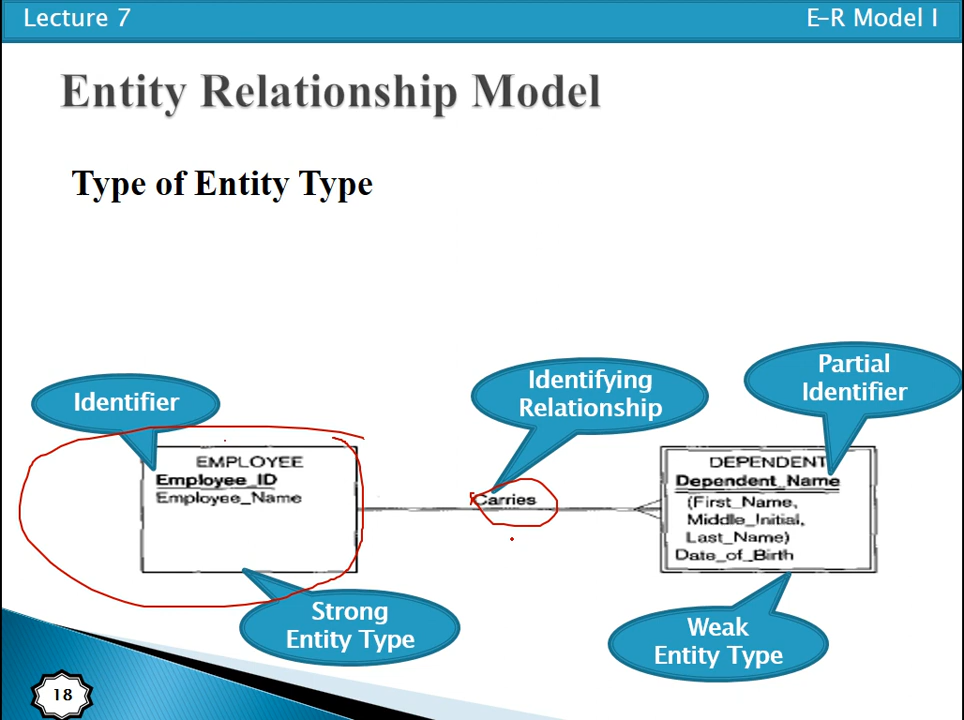 Lecture 7
E-R Model I
Entity Relationship Model
Type of Entity Type
Identifier
Identifying
Relationship
Partial
Identifier
EMPLOYEE
Employee_ID
Employee_Name
Carries
DEPENDENT
Dependent_Name
(First_Name,
Middle_Initial,
Last_Name)
Date_of_Birth
Strong
Entity Type
Weak
Entity Type
18